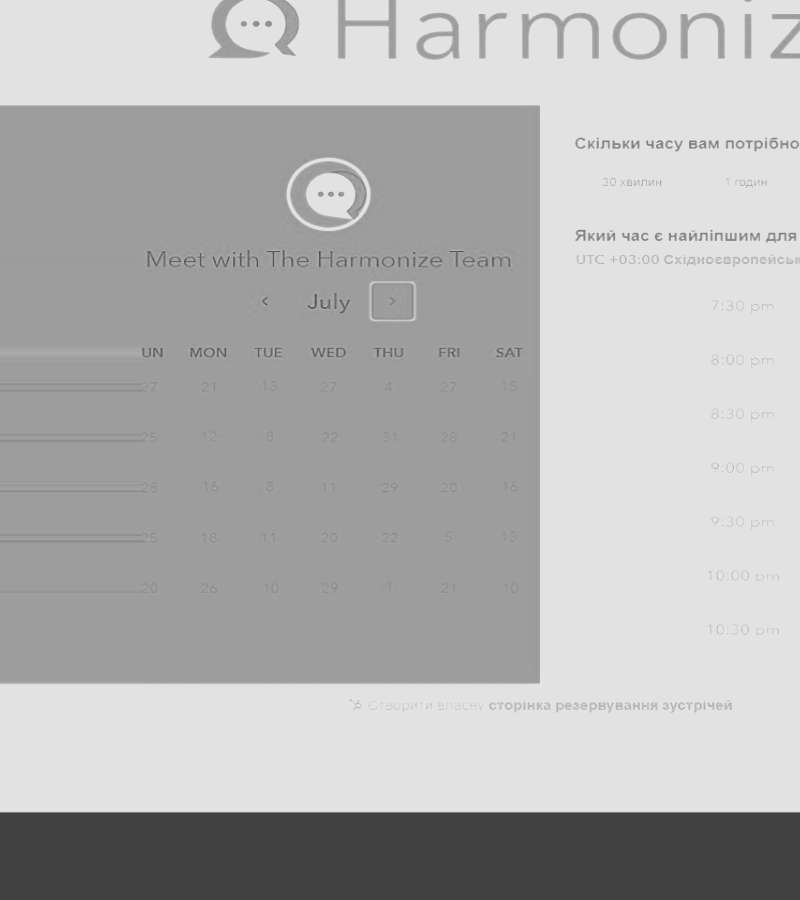 Harmoniz
Meet with The Harmonize Team
July
UN MON TUE WED THU FRI SAT
27 21 13 27 4 27 15
25 12 8 22 31 28 21
28 16 8 11 29 20 16
25 18 11 20 22 5 13
20 26 10 29 1 21 10
Скільки часу вам потрібно
30 хвилин 1 годин
Який час є найліпшим для
UTC +03:00 Східноєвропейськ
7:30 pm
8:00 pm
8:30 pm
9:00 pm
9:30 pm
10:00 pm
10:30 pm
Створити власну сторінка резервування зустрічей